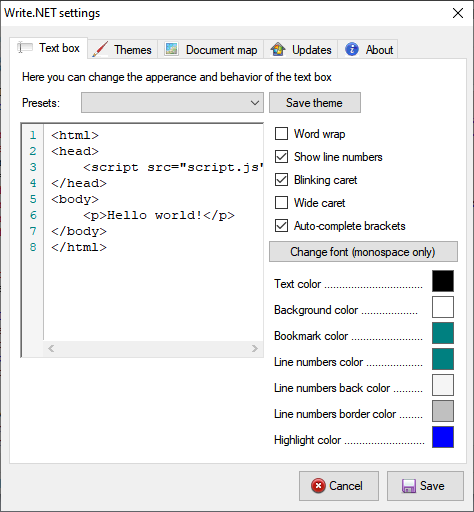 Write.NET settings
Text box Themes Document map Updates About
Here you can change the apperance and behavior of the text box
Presets: Save theme
1 <html>
2 <head>
3 <script src="script.js"
4 </head>
5 <body>
6 <p>Hello world!</p>
7 </body>
8 </html>
Word wrap
Show line numbers
Blinking caret
Wide caret
Auto-complete brackets
Change font (monospace only)
Text color ..............................
Background color ..................
Bookmark color ......................
Line numbers color .................
Line numbers back color .........
Line numbers border color .......
Highlight color ........................
Cancel Save